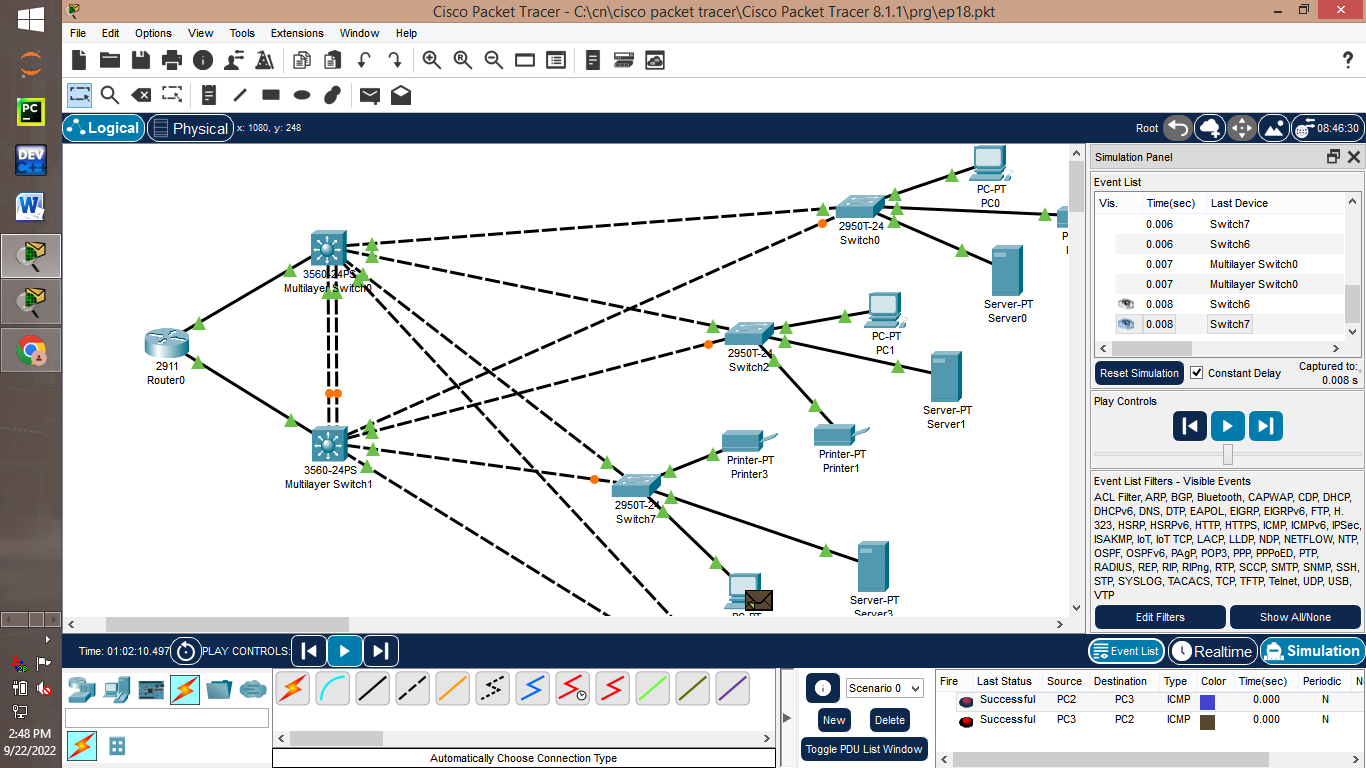 Cisco Packet Tracer - C:\cn\cisco packet tracer\Cisco Packet Tracer 8.1.1\prg\ep18.pkt
File Edit Options View Tools Extensions Window Help
Logical Physical x: 1080, y: 248
Root 08:46:30
PC
DEV
C++
W
2:48 PM
9/22/2022
PC-PT
PC0
2950T-24
Switch0
Server-PT
Server0
3560-24PS
Multilayer Switch0
PC-PT
PC1
2911
Router0
2950T-24
Switch2
Server-PT
Server1
3560-24PS
Multilayer Switch1
Printer-PT
Printer3
Printer-PT
Printer1
2950T-24
Switch7
Server-PT
Server3
PC-PT
Simulation Panel
Event List
Vis. Time(sec) Last Device
0.006 Switch7
0.006 Switch6
0.007 Multilayer Switch0
0.007 Multilayer Switch0
0.008 Switch6
0.008 Switch7
Reset Simulation Constant Delay Captured to:
0.008 s
Play Controls
Event List Filters - Visible Events
ACL Filter, ARP, BGP, Bluetooth, CAPWAP, CDP, DHCP,
DHCPv6, DNS, DTP, EAPOL, EIGRP, EIGRPv6, FTP, H.
323, HSRP, HSRPv6, HTTP, HTTPS, ICMP, ICMPv6, IPSec,
ISAKMP, IoT, IoT TCP, LACP, LLDP, NDP, NETFLOW, NTP,
OSPF, OSPFv6, PAgP, POP3, PPP, PPPoED, PTP,
RADIUS, REP, RIP, RIPng, RTP, SCCP, SMTP, SNMP, SSH,
STP, SYSLOG, TACACS, TCP, TFTP, Telnet, UDP, USB,
VTP
Edit Filters Show All/None
Time: 01:02:10.497 PLAY CONTROLS:
Event List Realtime Simulation
Automatically Choose Connection Type
Scenario 0
New Delete
Toggle PDU List Window
Fire Last Status Source Destination Type Color Time(sec) Periodic N
Successful PC2 PC3 ICMP 0.000 N
Successful PC3 PC2 ICMP 0.000 N